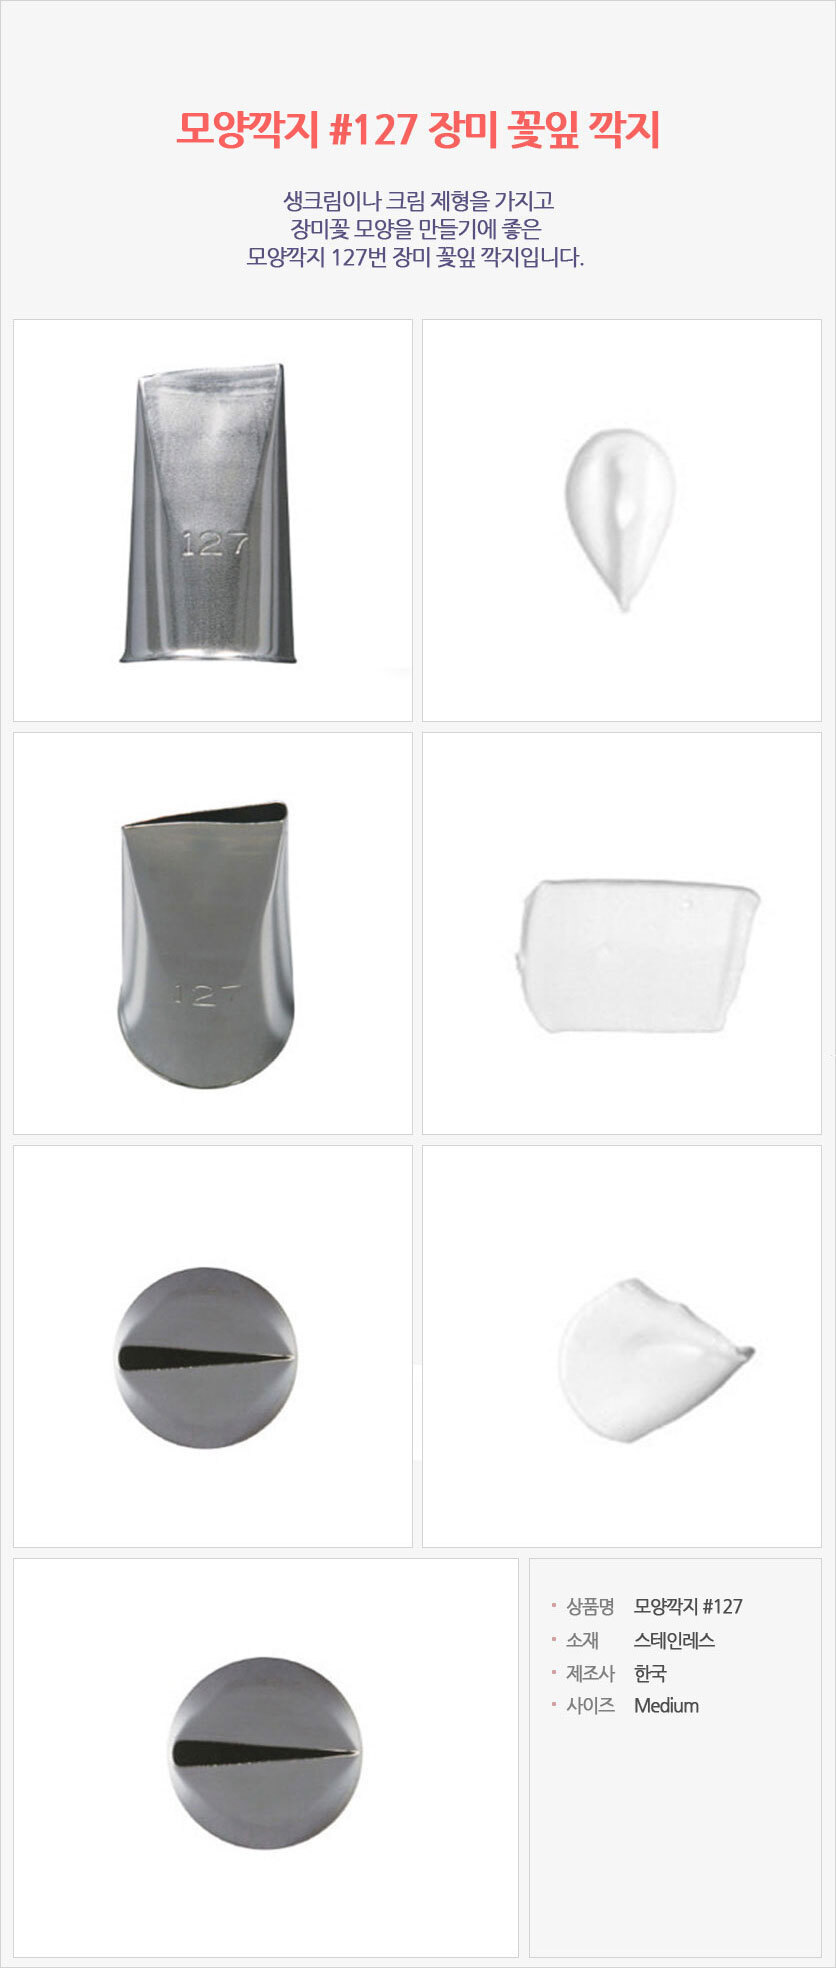 모양깍지 #127 장미 꽃잎 깍지
생크림이나 크림 제형을 가지고
장미꽃 모양을 만들기에 좋은
모양깍지 127번 장미 꽃잎 깍지입니다.
127
127
상품명 모양깍지 #127
소재 스테인레스
제조사 한국
사이즈 Medium